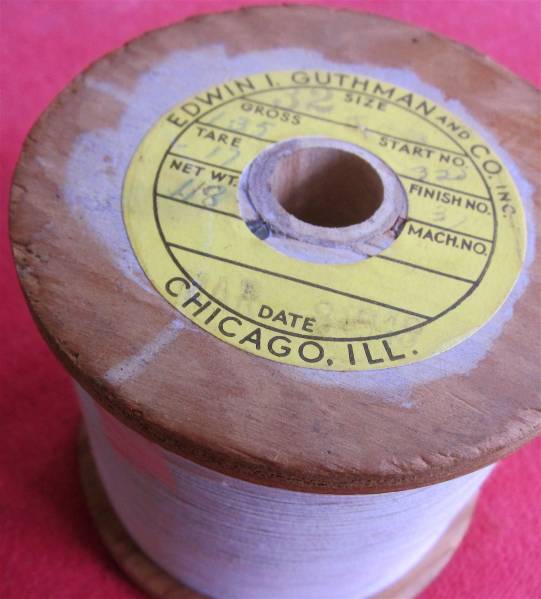 EDWIN I. GUTHMAN AND CO. INC.
32 SIZE
GROSS
START NO.
TARE
17
FINISH NO.
NET WT.
118
MACH. NO.
DATE
CHICAGO, ILL.